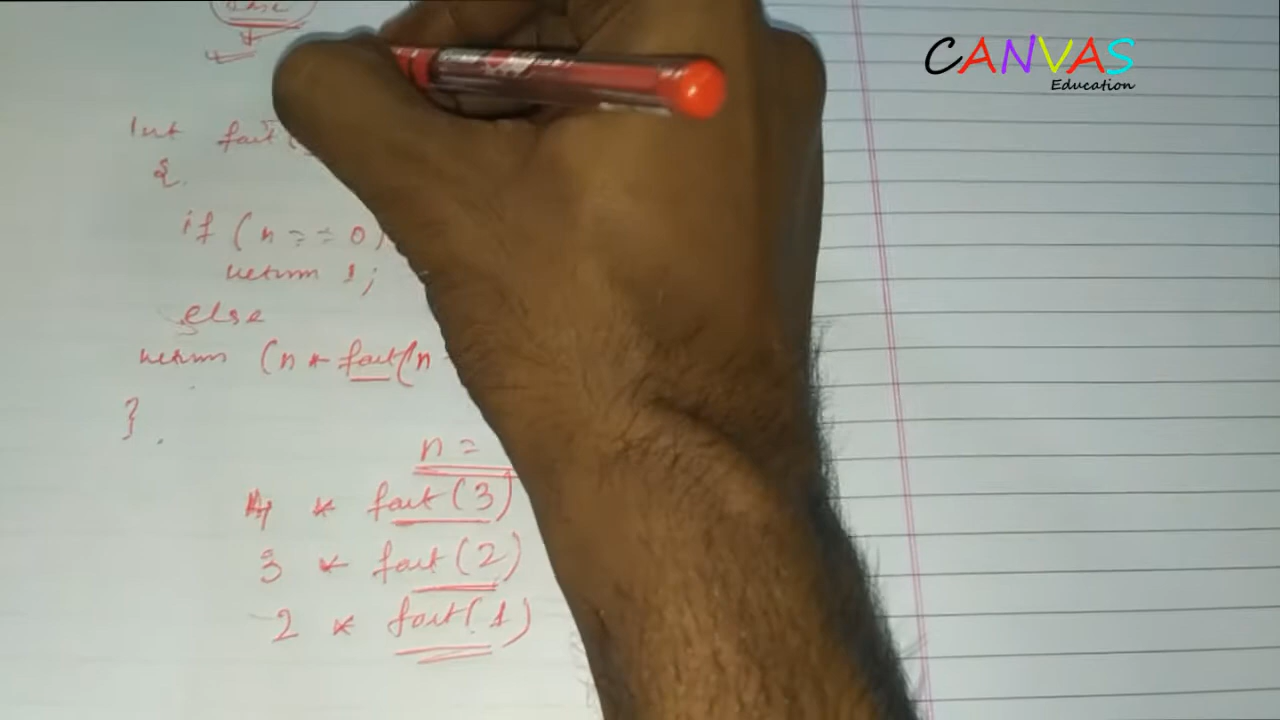 CANVAS
Education
Int fact(
{
if (n == 0)
return 1;
else
return (n * fact(n
}
n =
4 * fact(3)
3 * fact(2)
2 * fact(1)